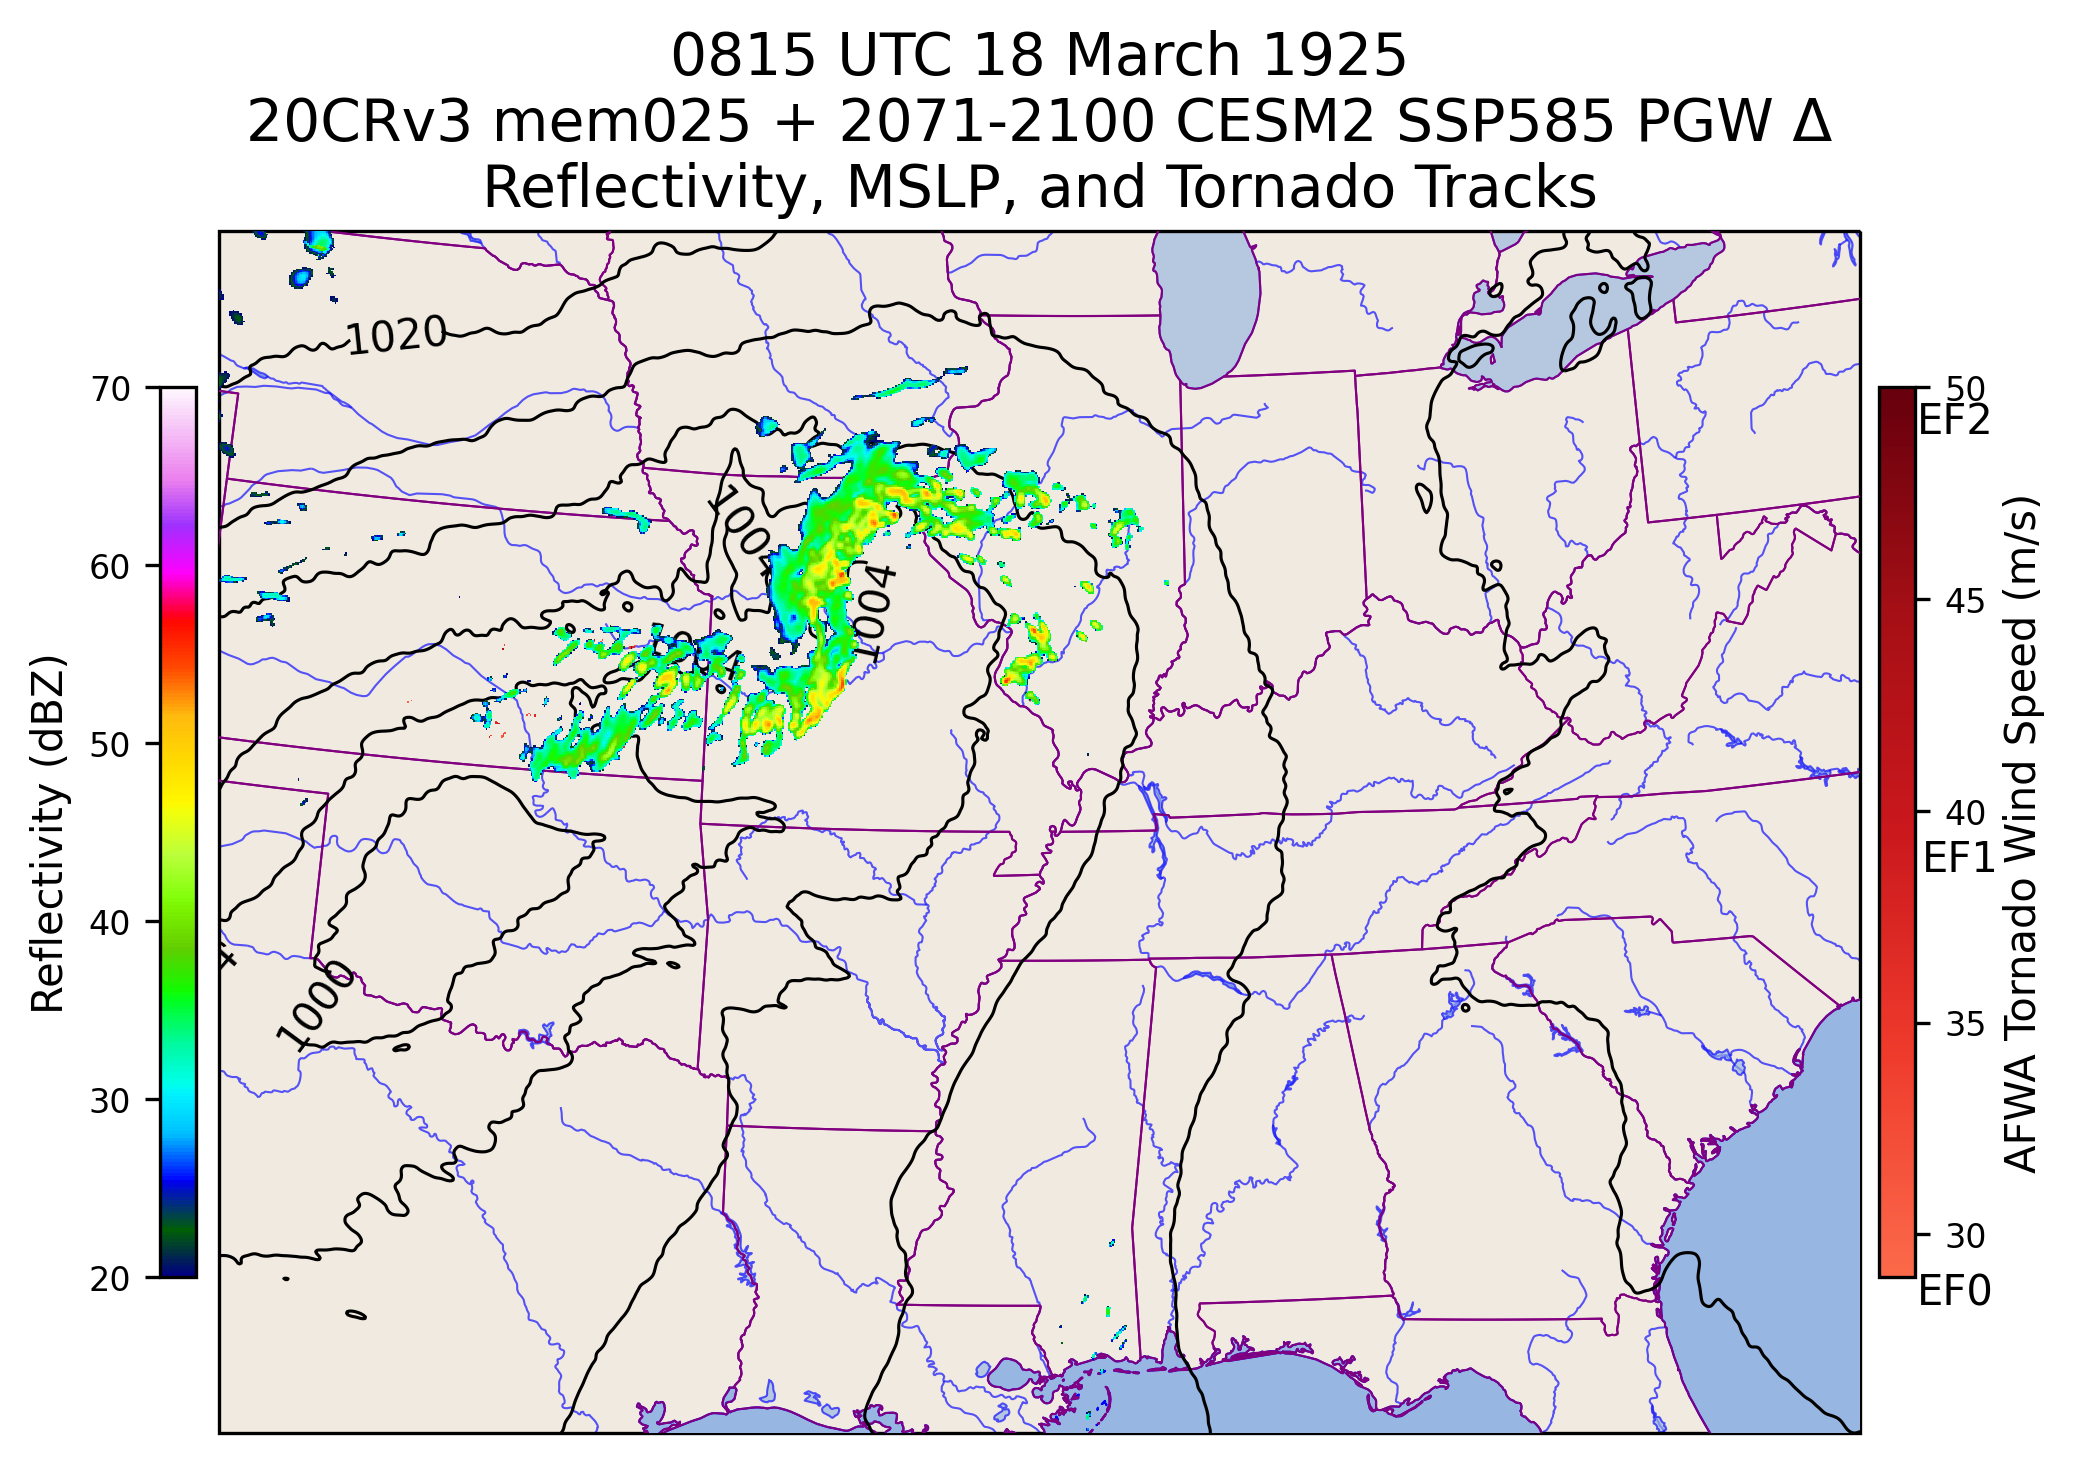 0815 UTC 18 March 1925
20CRv3 mem025 + 2071-2100 CESM2 SSP585 PGW Δ
Reflectivity, MSLP, and Tornado Tracks
1020
1004
1004
1000
4
4
70
60
50
40
30
20
Reflectivity (dBZ)
50
EF2
45
40
EF1
35
30
EF0
AFWA Tornado Wind Speed (m/s)